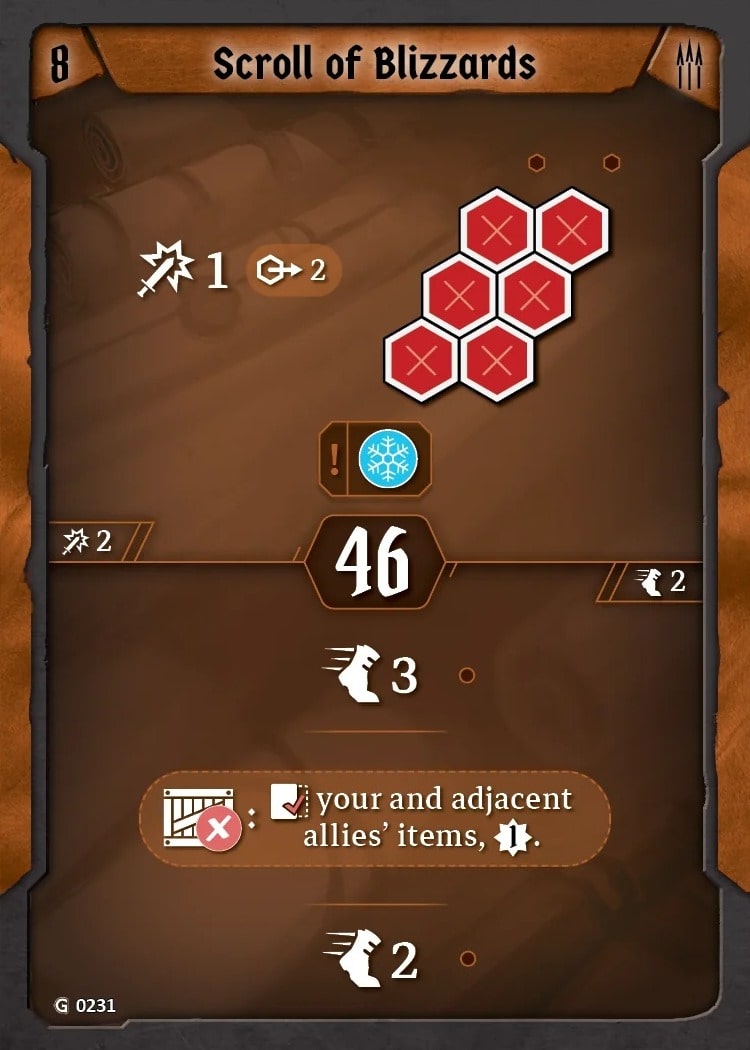 8 Scroll of Blizzards
1 2
!
2
46
2
3
: your and adjacent
allies’ items, 1.
2
G 0231